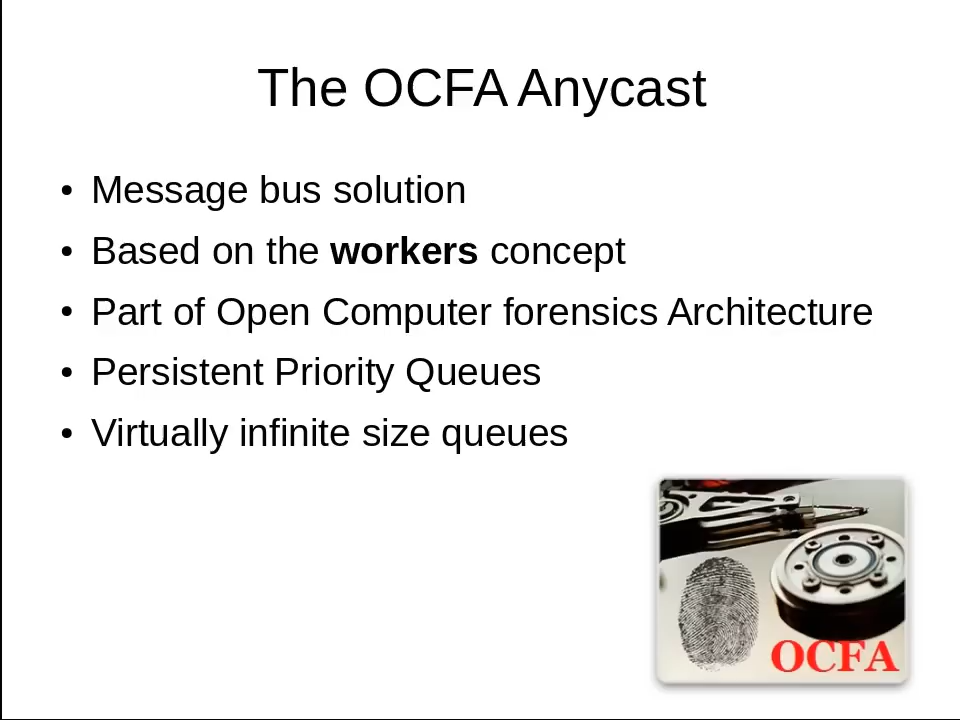 The OCFA Anycast
• Message bus solution
• Based on the workers concept
• Part of Open Computer forensics Architecture
• Persistent Priority Queues
• Virtually infinite size queues
OCFA